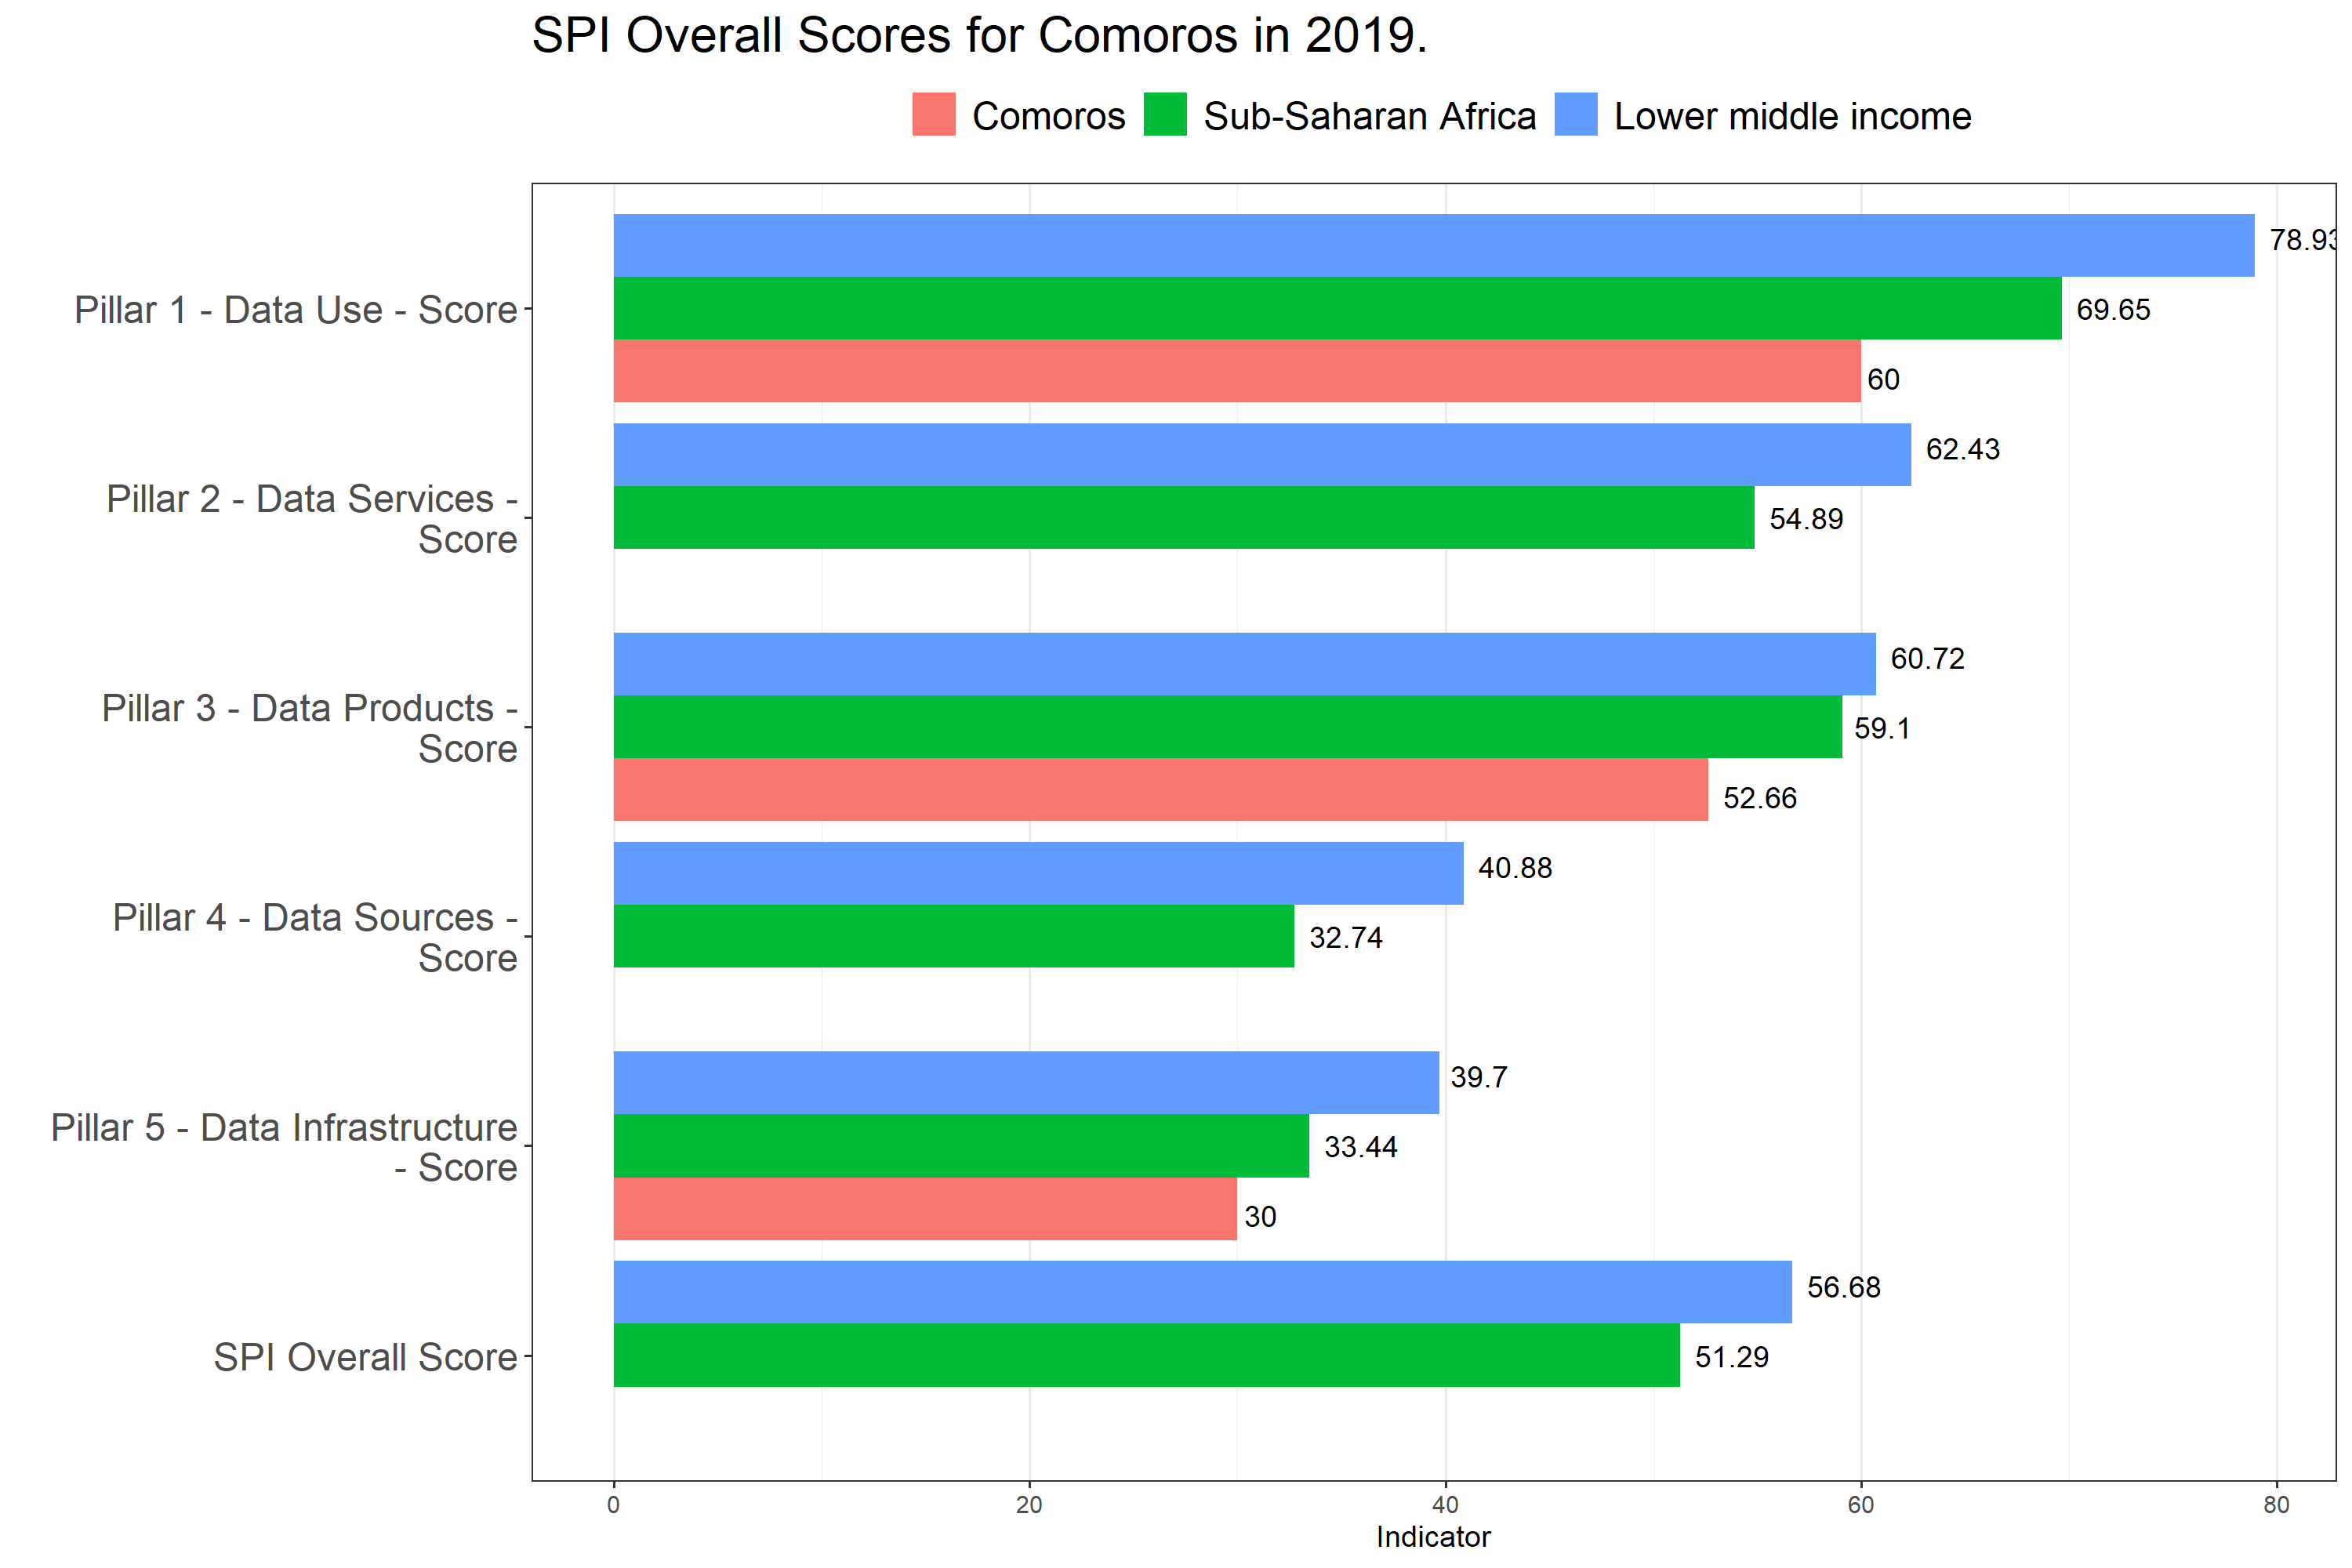 SPI Overall Scores for Comoros in 2019.
Comoros Sub-Saharan Africa Lower middle income
78.93
Pillar 1 - Data Use - Score
69.65
60
62.43
Pillar 2 - Data Services -
Score
54.89
60.72
Pillar 3 - Data Products -
Score
59.1
52.66
40.88
Pillar 4 - Data Sources -
Score
32.74
39.7
Pillar 5 - Data Infrastructure
- Score
33.44
30
56.68
SPI Overall Score
51.29
0 20 40 60 80
Indicator